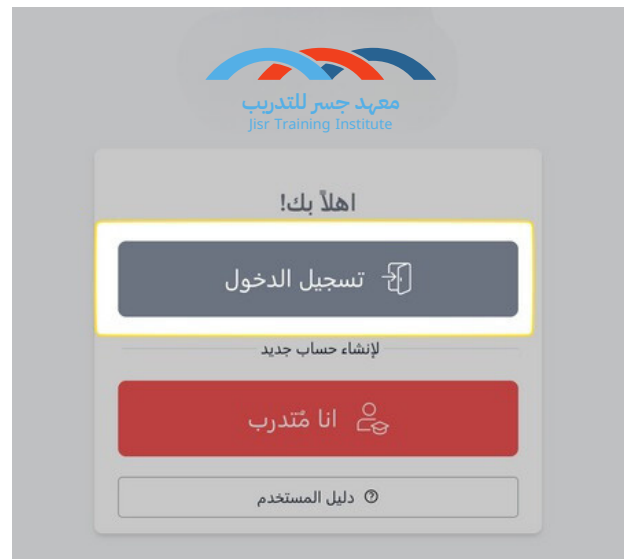 معهد جسر للتدريب
Jisr Training Institute
اهلاً بك!
تسجيل الدخول
لإنشاء حساب جديد
انا مُتدرب
دليل المستخدم